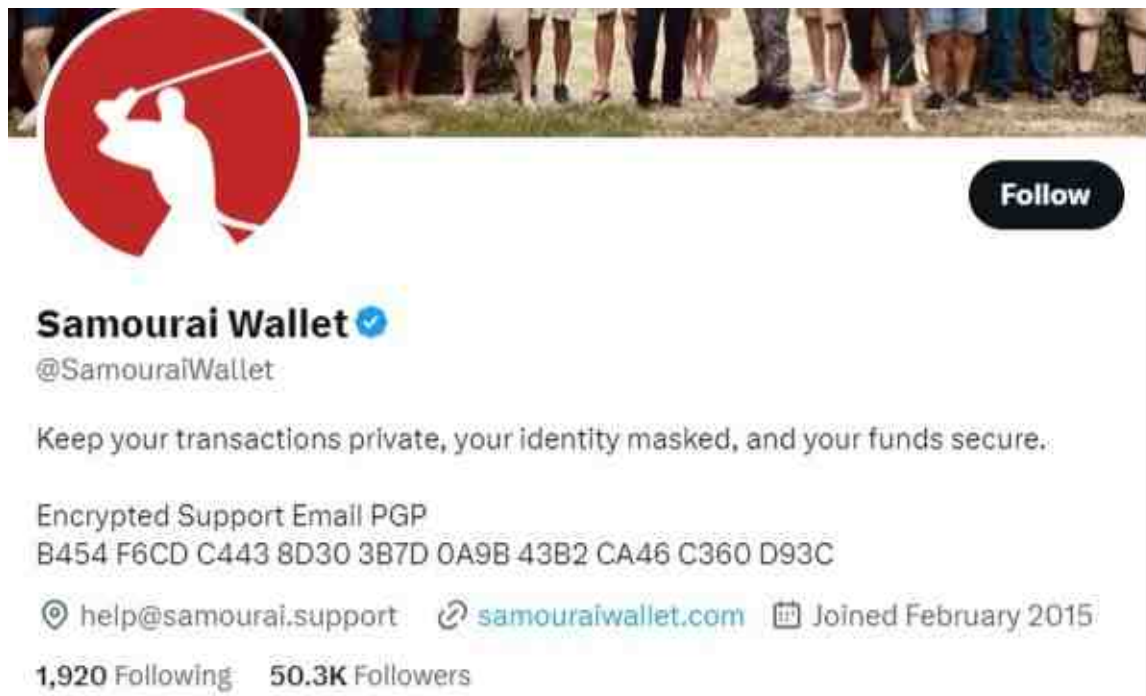 Follow
Samourai Wallet
@SamouraiWallet
Keep your transactions private, your identity masked, and your funds secure.
Encrypted Support Email PGP
B454 F6CD C443 8D30 3B7D 0A9B 43B2 CA46 C360 D93C
help@samourai.support samouraiwallet.com Joined February 2015
1,920 Following 50.3K Followers